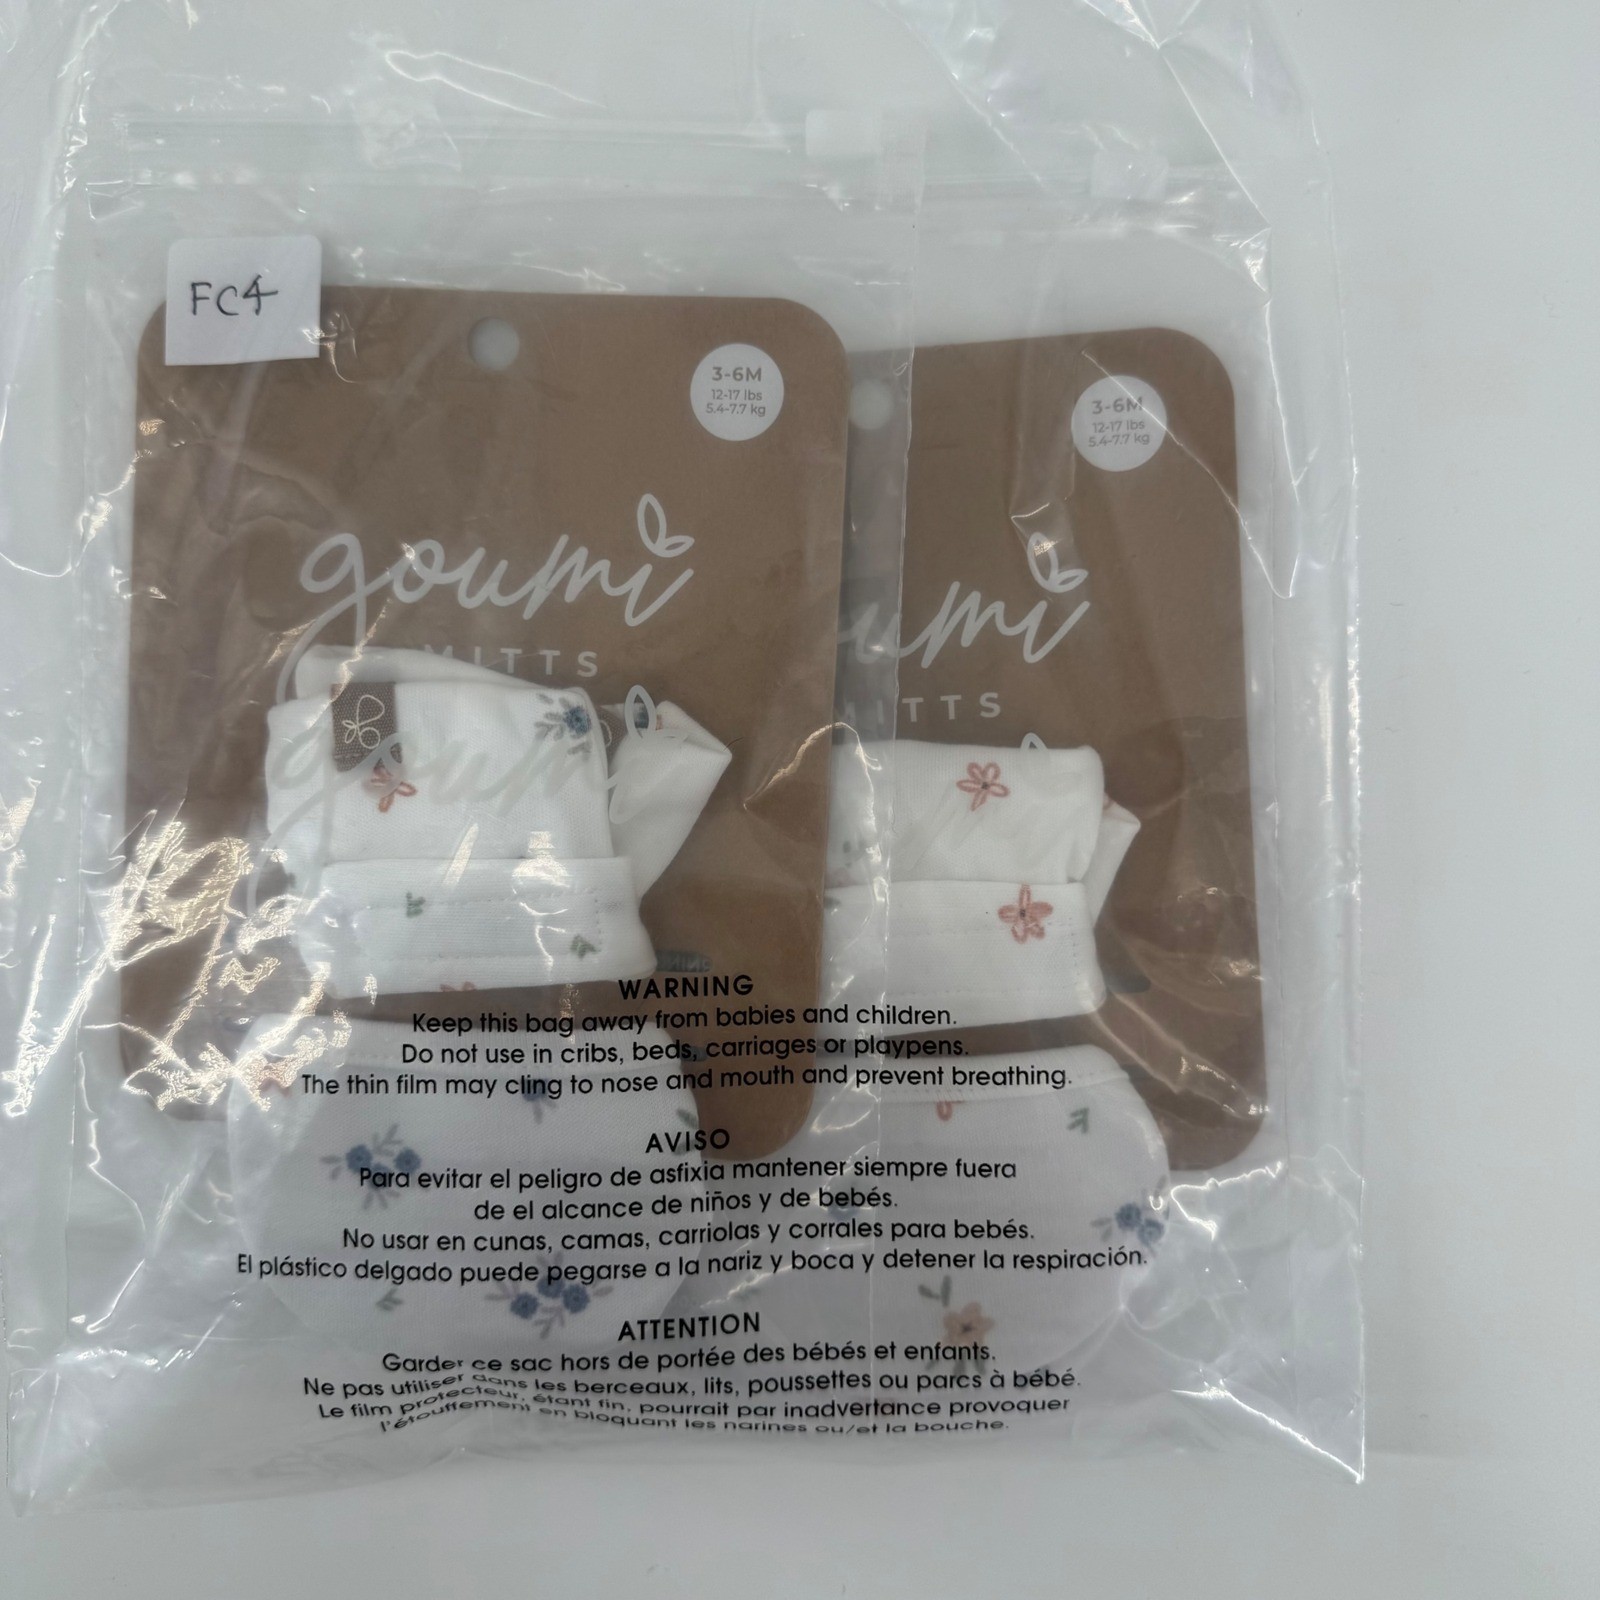 FC4
3-6M
12-17 lbs
5.4-7.7 kg
3-6M
12-17 lbs
5.4-7.7 kg
goumi
MITTS
goumi
umi
MITTS
WARNING
Keep this bag away from babies and children.
Do not use in cribs, beds, carriages or playpens.
The thin film may cling to nose and mouth and prevent breathing.
AVISO
Para evitar el peligro de asfixia mantener siempre fuera
de el alcance de niños y de bebés.
No usar en cunas, camas, carriolas y corrales para bebés.
El plástico delgado puede pegarse a la nariz y boca y detener la respiración.
ATTENTION
Garder ce sac hors de portée des bébés et enfants.
Ne pas utiliser dans les berceaux, lits, poussettes ou parcs à bébé.
Le film protecteur, étant fin, pourrait par inadvertance provoquer
l'étouffement en bloquant les narines ou/et la bouche.